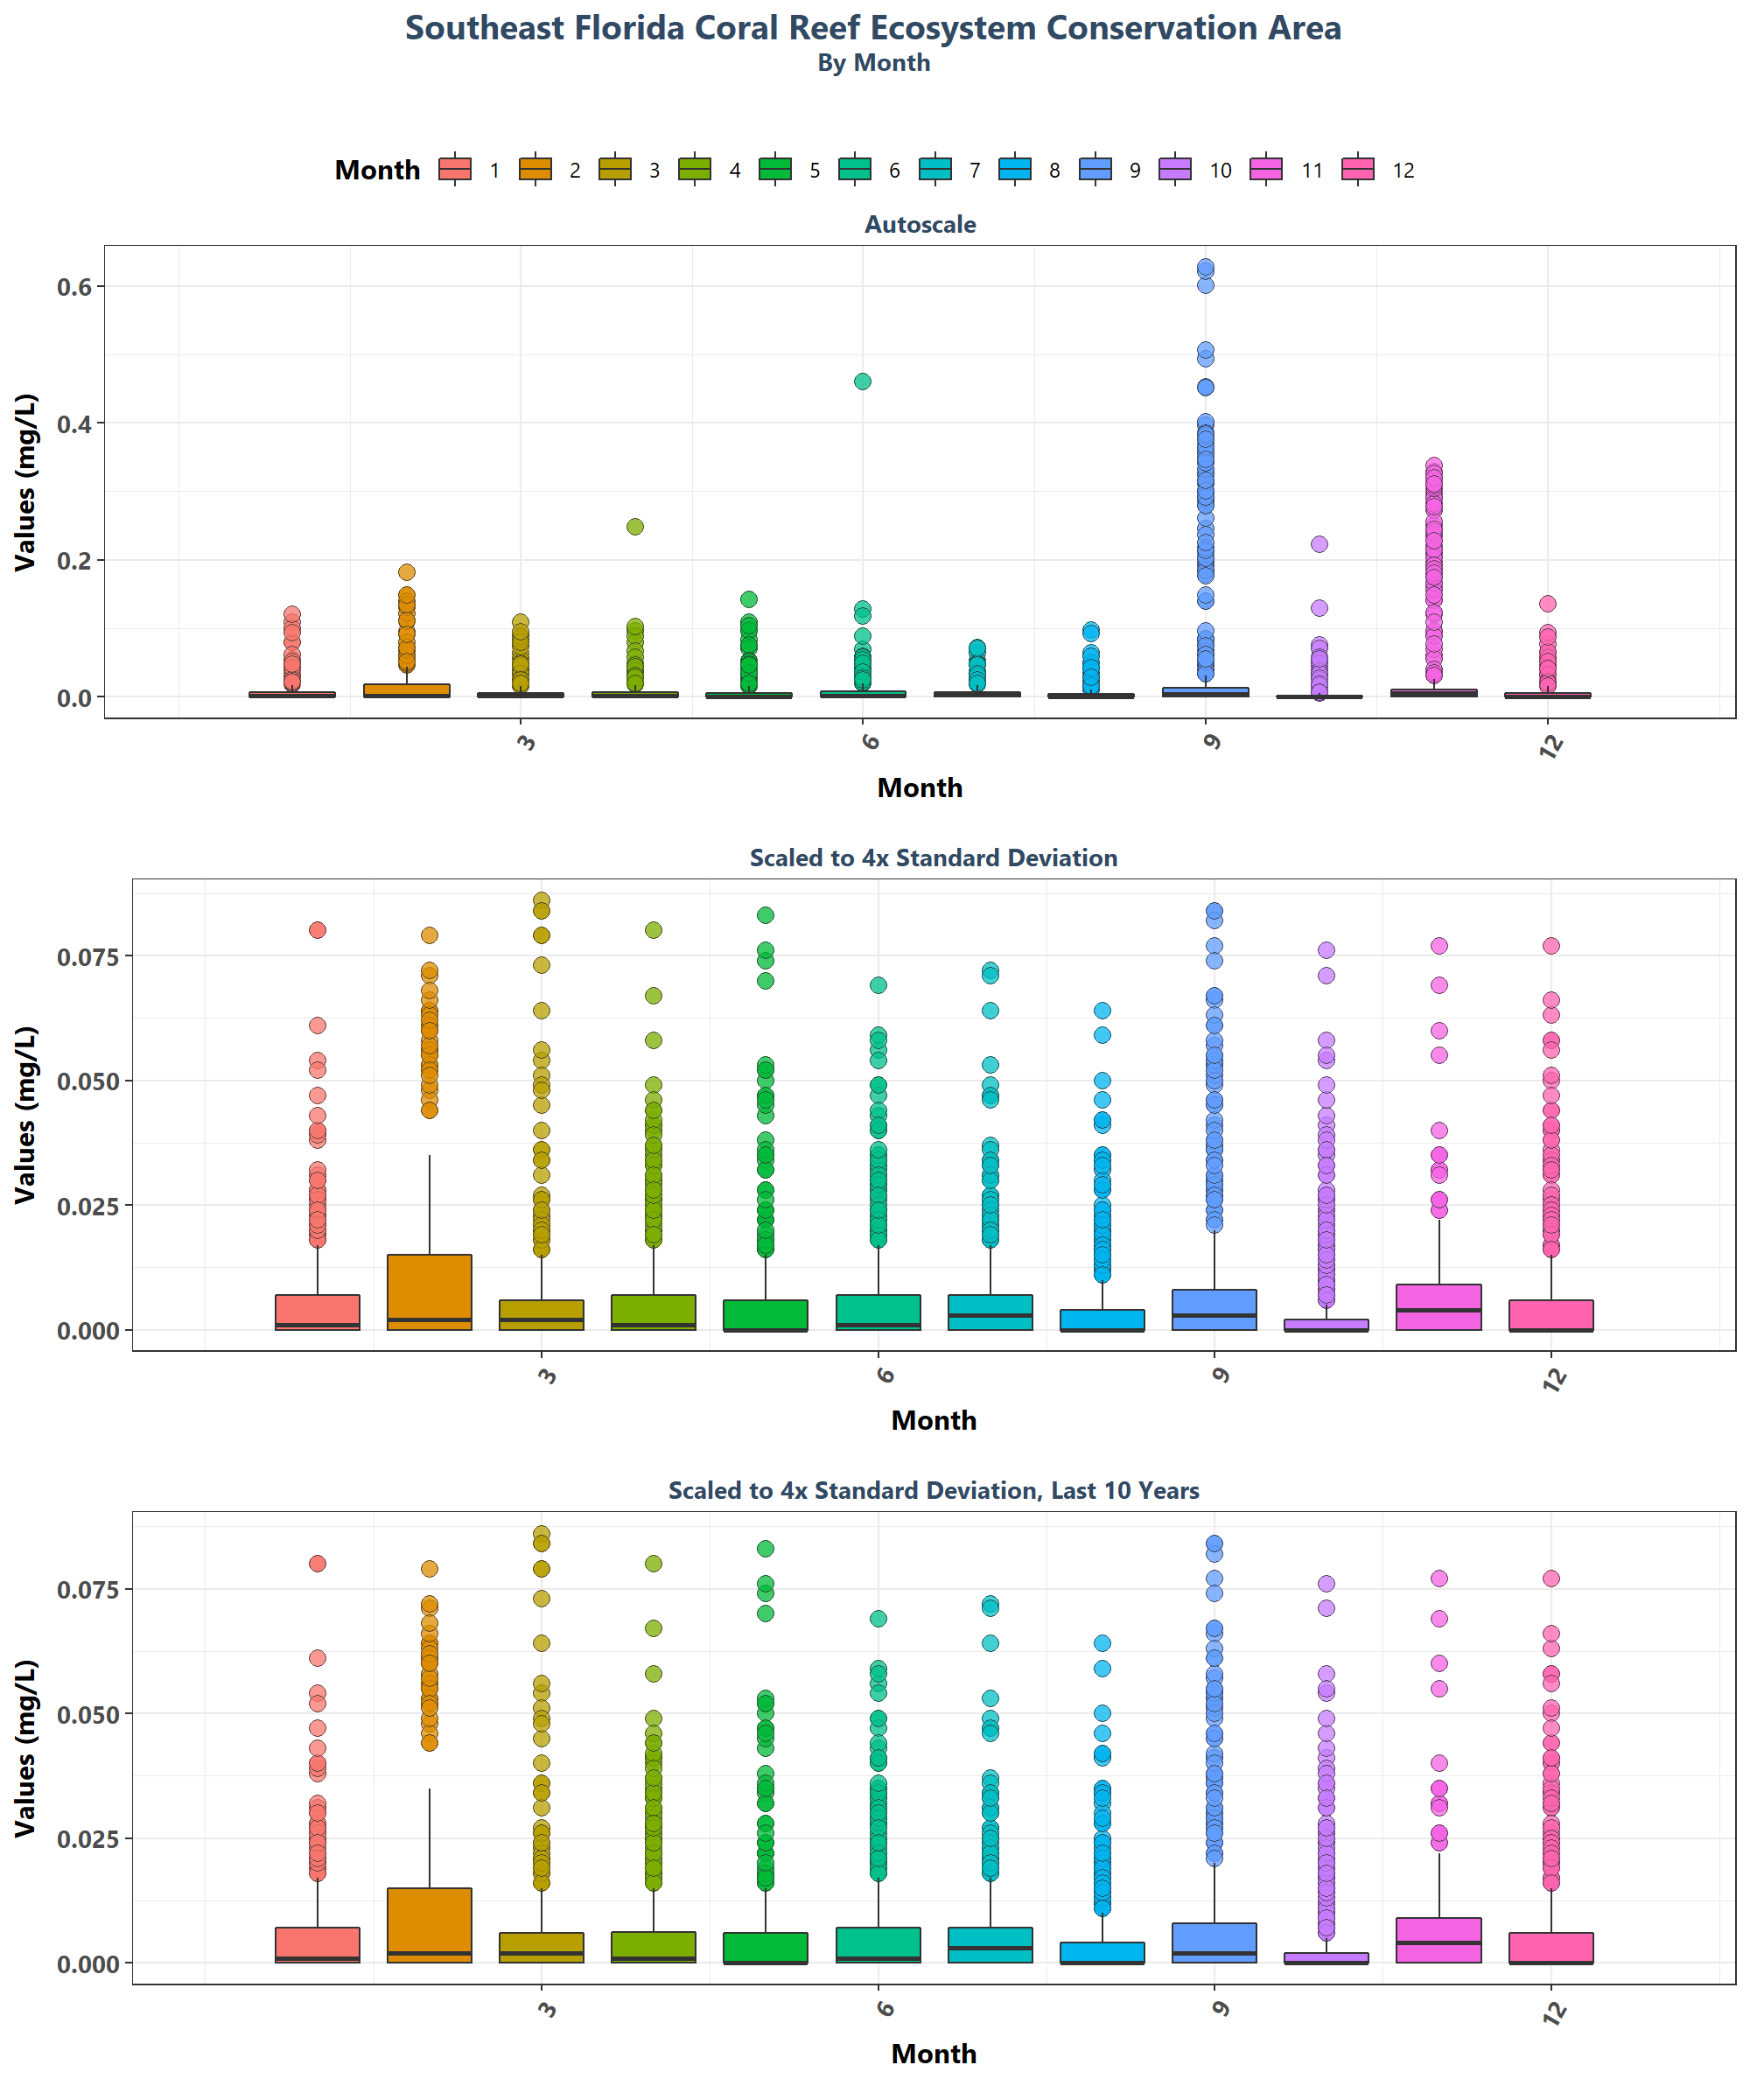 Southeast Florida Coral Reef Ecosystem Conservation Area
By Month
Month 1 2 3 4 5 6 7 8 9 10 11 12
Autoscale
Values (mg/L)
0.6
0.4
0.2
0.0
3 6 9 12
Month
Scaled to 4x Standard Deviation
Values (mg/L)
0.075
0.050
0.025
0.000
3 6 9 12
Month
Scaled to 4x Standard Deviation, Last 10 Years
Values (mg/L)
0.075
0.050
0.025
0.000
3 6 9 12
Month